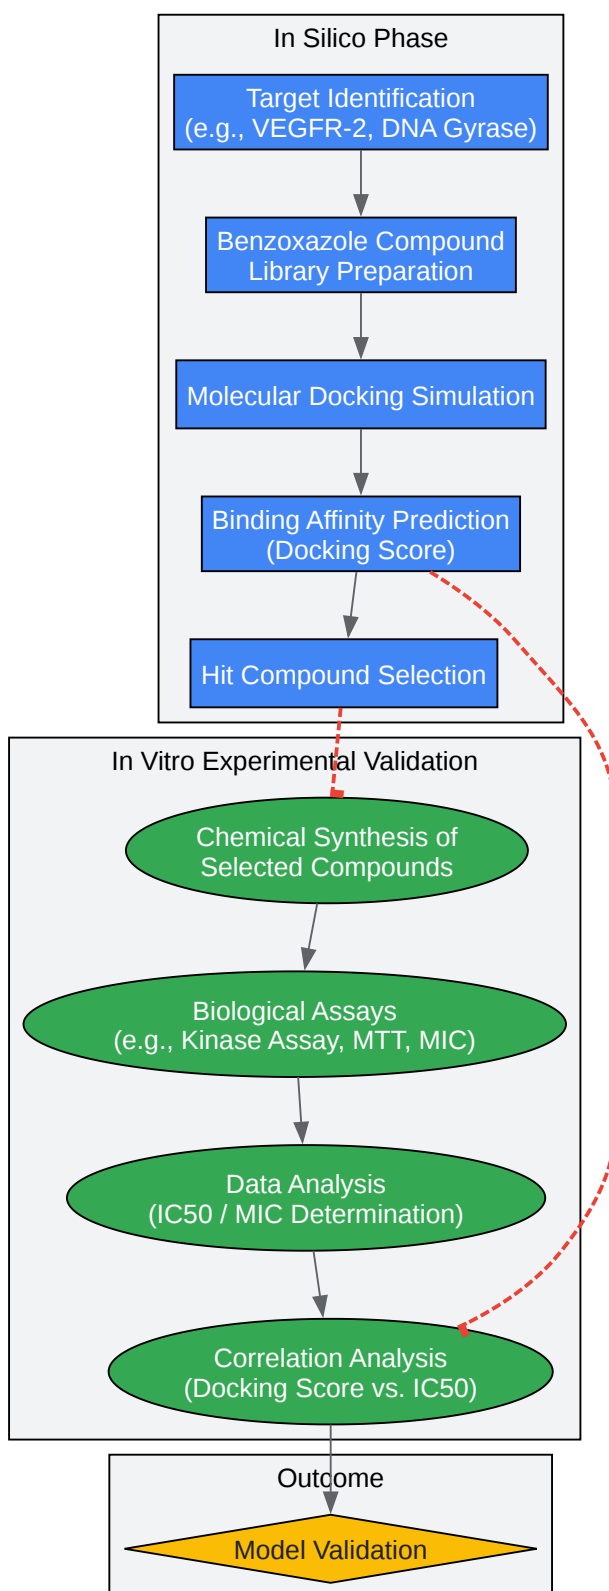 In Silico Phase
Target Identification
(e.g., VEGFR-2, DNA Gyrase)
Benzoxazole Compound
Library Preparation
Molecular Docking Simulation
Binding Affinity Prediction
(Docking Score)
Hit Compound Selection
In Vitro Experimental Validation
Chemical Synthesis of
Selected Compounds
Biological Assays
(e.g., Kinase Assay, MTT, MIC)
Data Analysis
(IC50 / MIC Determination)
Correlation Analysis
(Docking Score vs. IC50)
Outcome
Model Validation